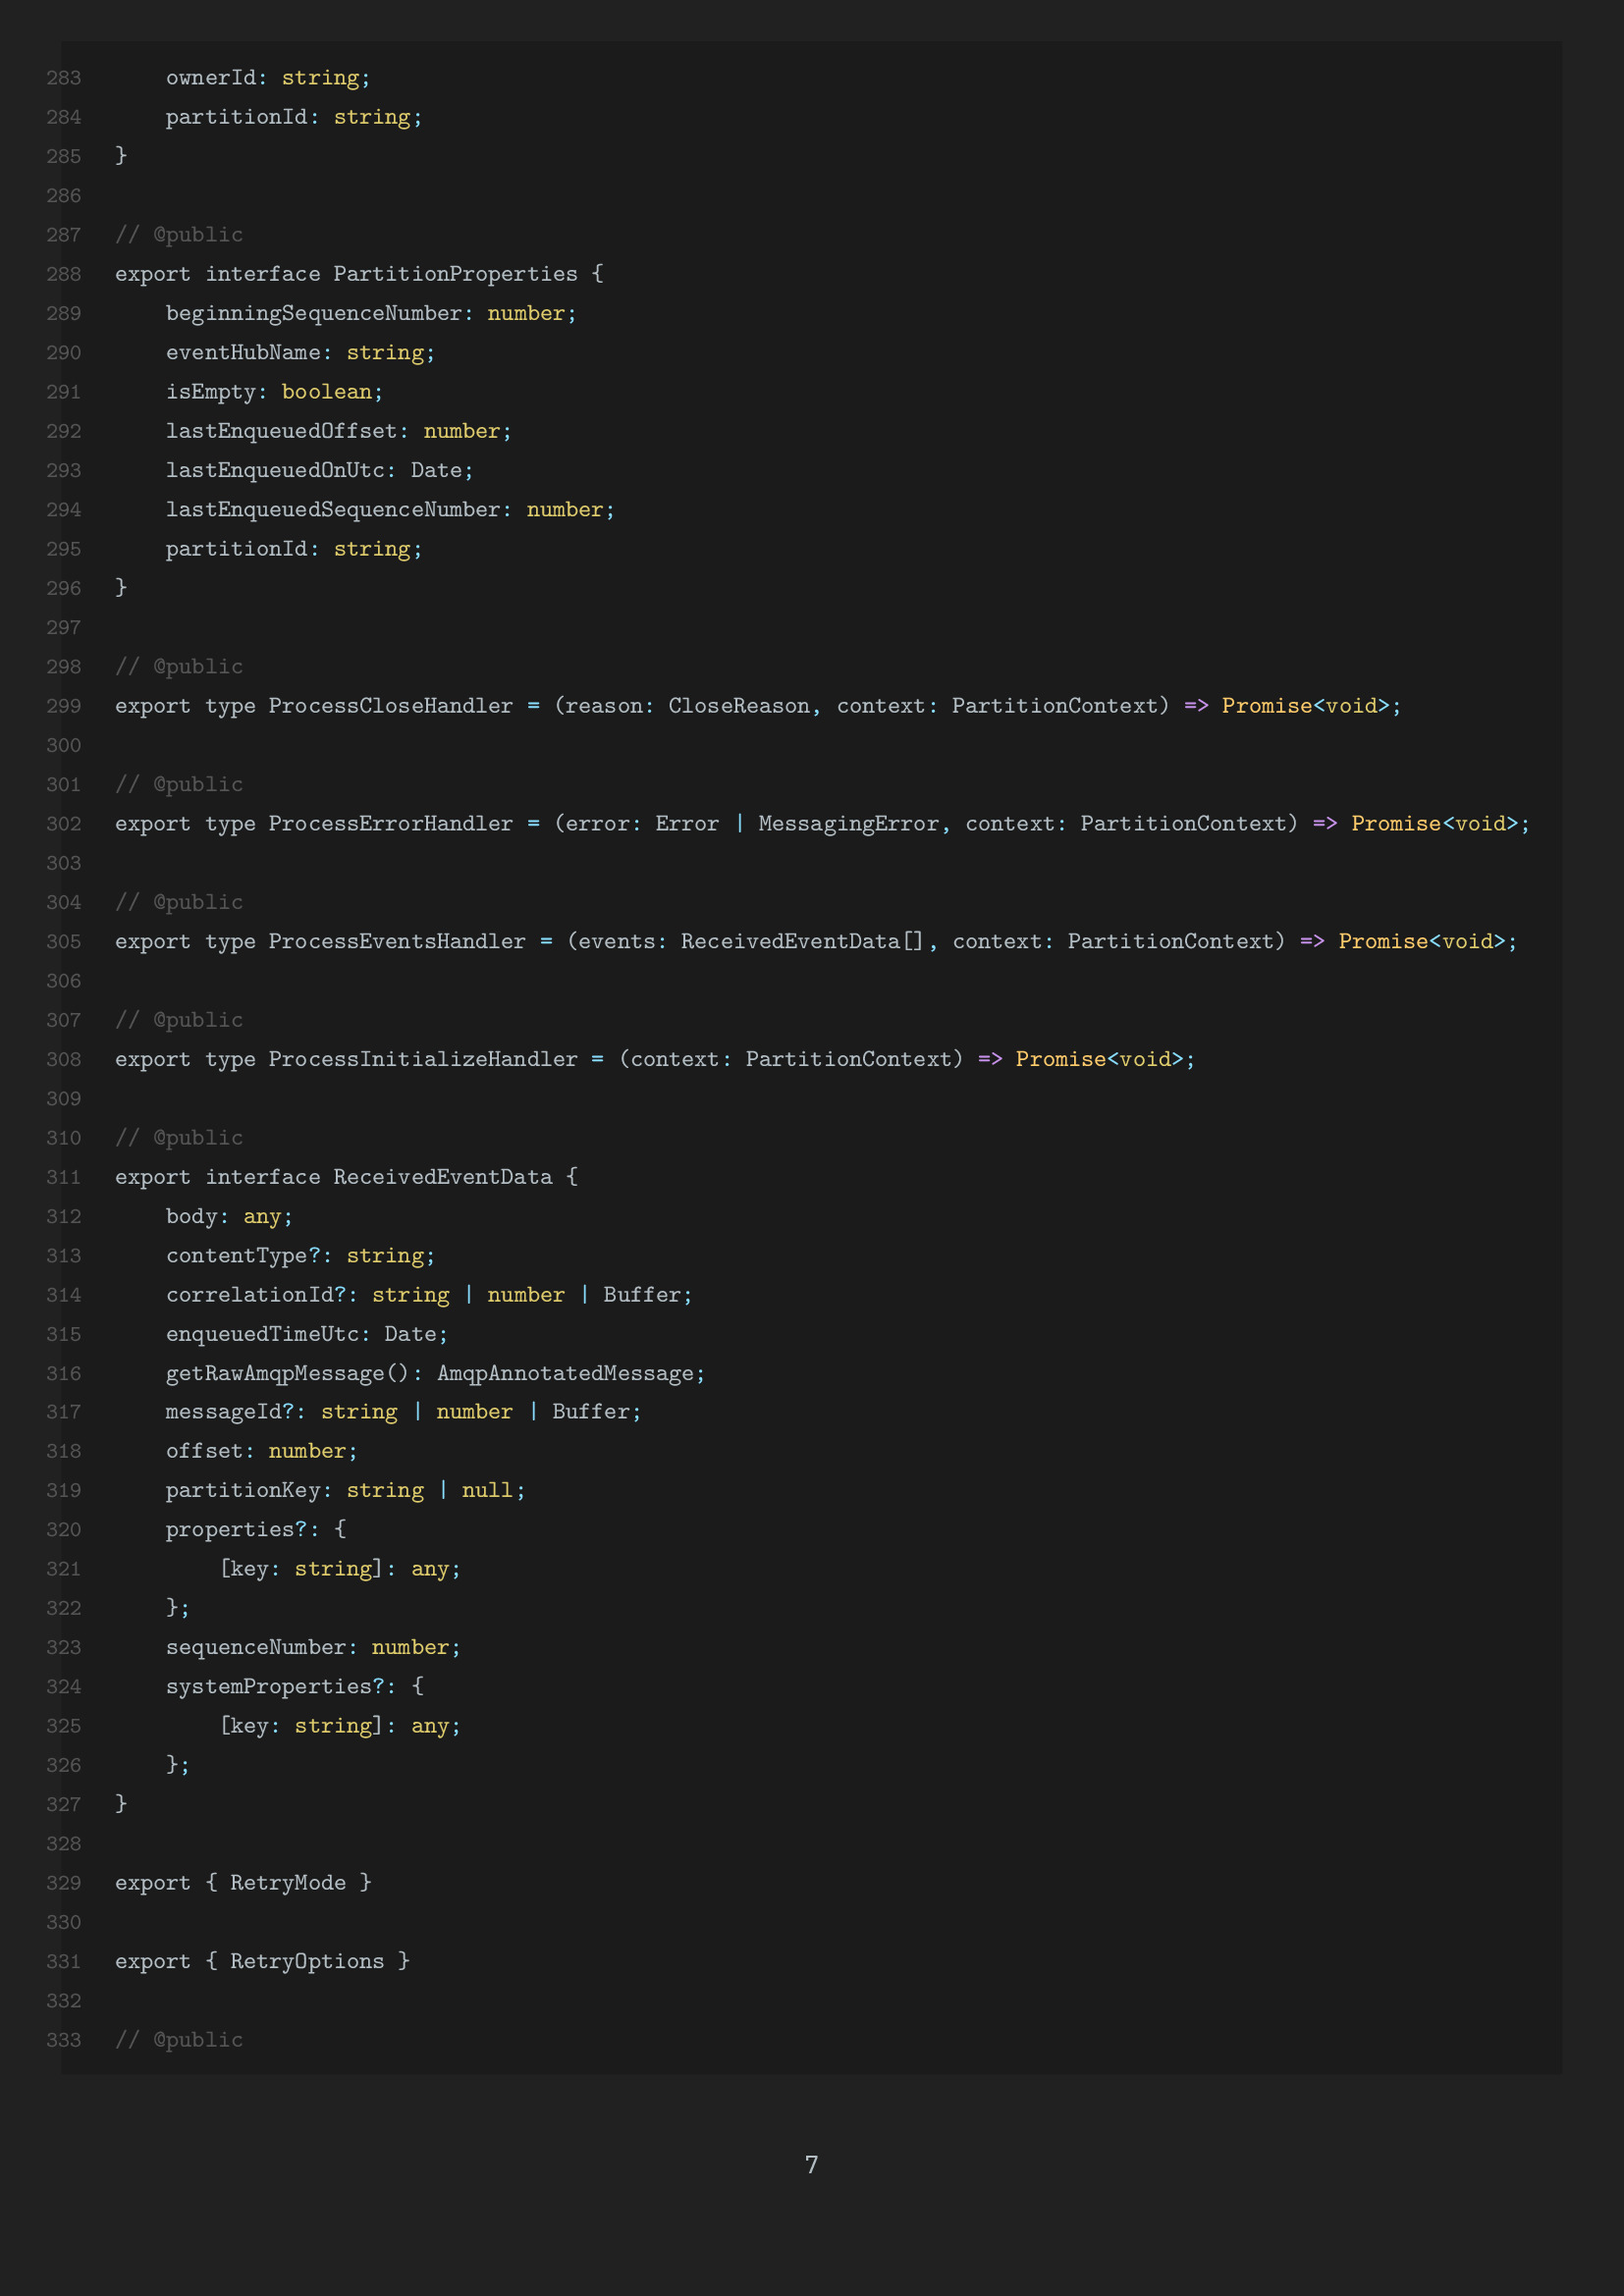 283 ownerId: string;
284 partitionId: string;
285 }
286
287 // @public
288 export interface PartitionProperties {
289 beginningSequenceNumber: number;
290 eventHubName: string;
291 isEmpty: boolean;
292 lastEnqueuedOffset: number;
293 lastEnqueuedOnUtc: Date;
294 lastEnqueuedSequenceNumber: number;
295 partitionId: string;
296 }
297
298 // @public
299 export type ProcessCloseHandler = (reason: CloseReason, context: PartitionContext) => Promise<void>;
300
301 // @public
302 export type ProcessErrorHandler = (error: Error | MessagingError, context: PartitionContext) => Promise<void>;
303
304 // @public
305 export type ProcessEventsHandler = (events: ReceivedEventData[], context: PartitionContext) => Promise<void>;
306
307 // @public
308 export type ProcessInitializeHandler = (context: PartitionContext) => Promise<void>;
309
310 // @public
311 export interface ReceivedEventData {
312 body: any;
313 contentType?: string;
314 correlationId?: string | number | Buffer;
315 enqueuedTimeUtc: Date;
316 getRawAmqpMessage(): AmqpAnnotatedMessage;
317 messageId?: string | number | Buffer;
318 offset: number;
319 partitionKey: string | null;
320 properties?: {
321 [key: string]: any;
322 };
323 sequenceNumber: number;
324 systemProperties?: {
325 [key: string]: any;
326 };
327 }
328
329 export { RetryMode }
330
331 export { RetryOptions }
332
333 // @public
7